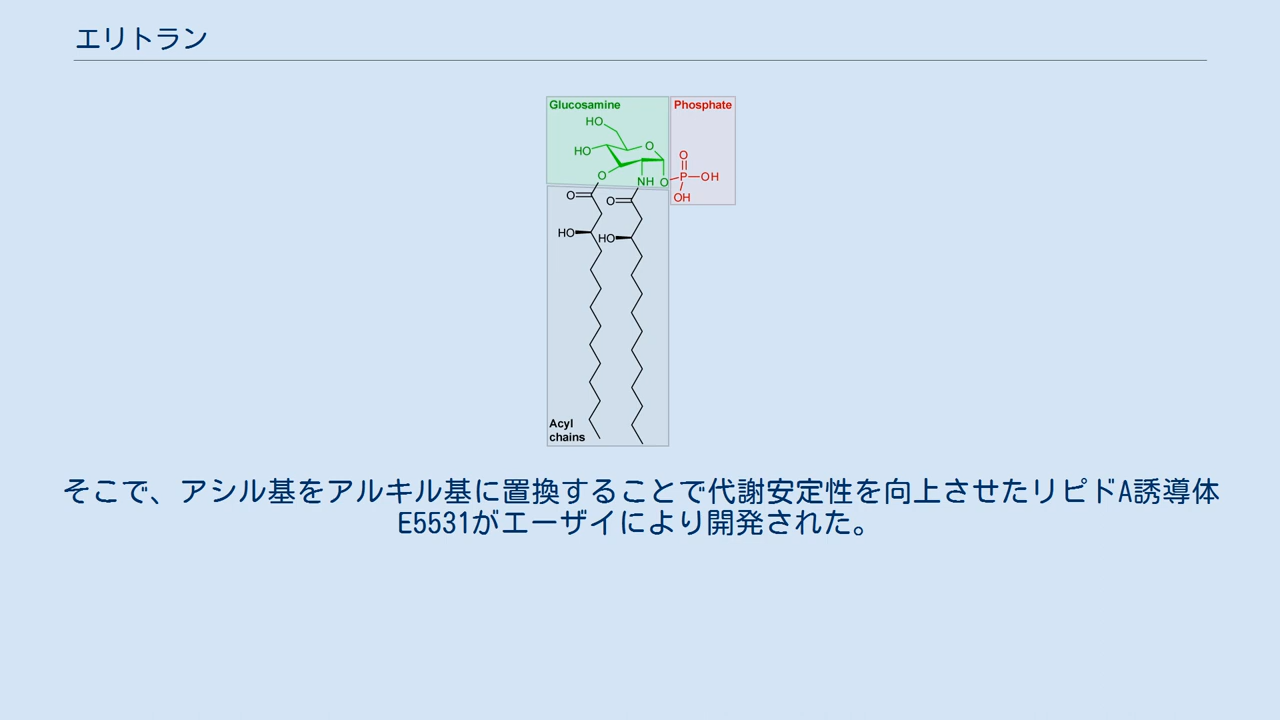 エリトラン
Glucosamine
Phosphate
HO
HO
O
O
O
NH
O
P
OH
OH
O
O
HO
HO
Acyl
chains
そこで、アシル基をアルキル基に置換することで代謝安定性を向上させたリピドA誘導体
E5531がエーザイにより開発された。